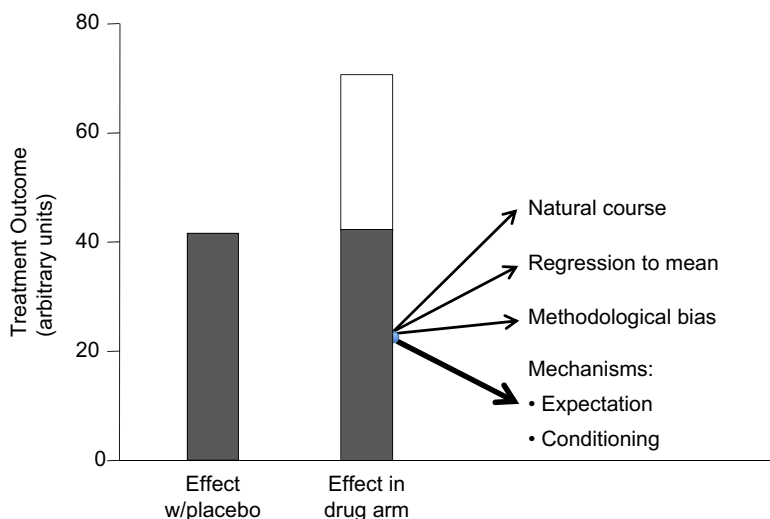 80
60
40
20
0
Treatment Outcome
(arbitrary units)
Natural course
Regression to mean
Methodological bias
Mechanisms:
• Expectation
• Conditioning
Effect
w/placebo
Effect in
drug arm